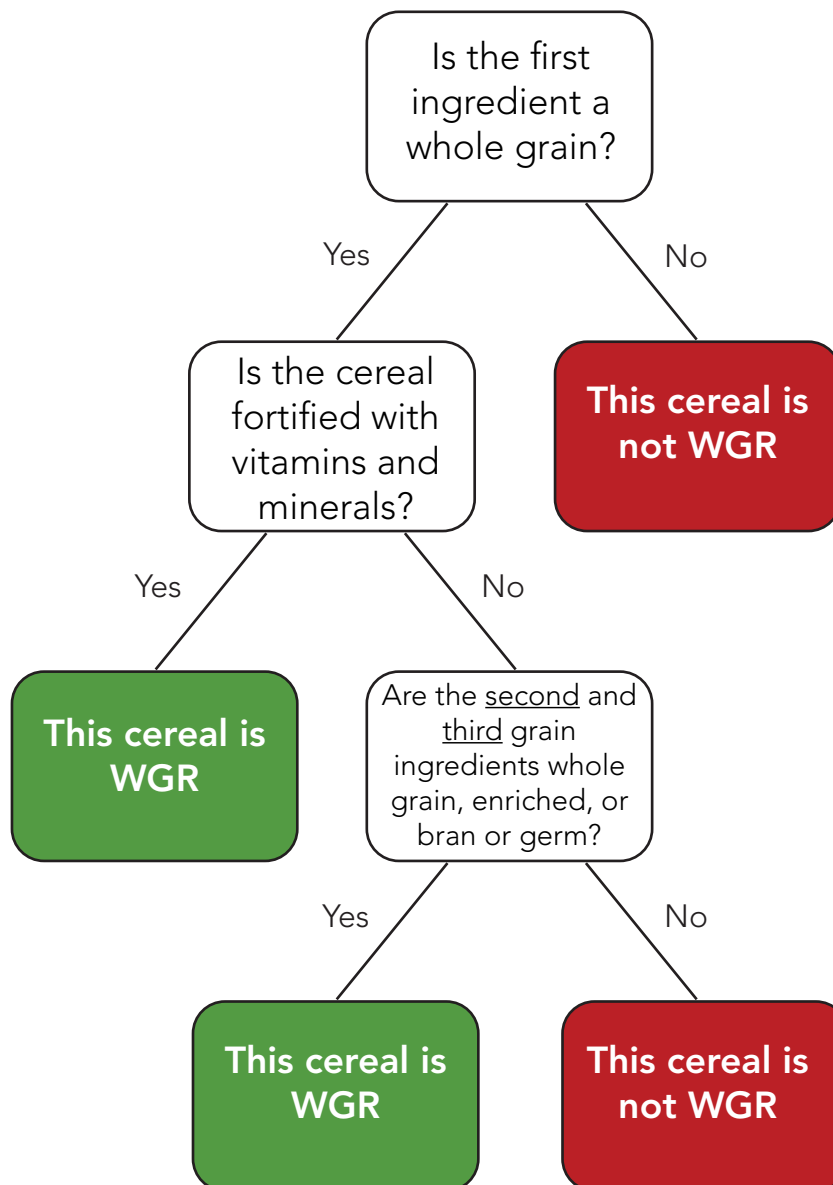 Is the first
ingredient a
whole grain?
Yes
No
Is the cereal
fortified with
vitamins and
minerals?
This cereal is
not WGR
Yes
No
This cereal is
WGR
Are the second and
third grain
ingredients whole
grain, enriched, or
bran or germ?
Yes
No
This cereal is
WGR
This cereal is
not WGR